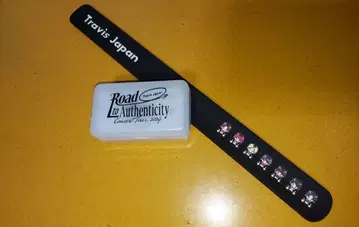 Travis Japan
Road
to Authenticity
Concert Tour 2024